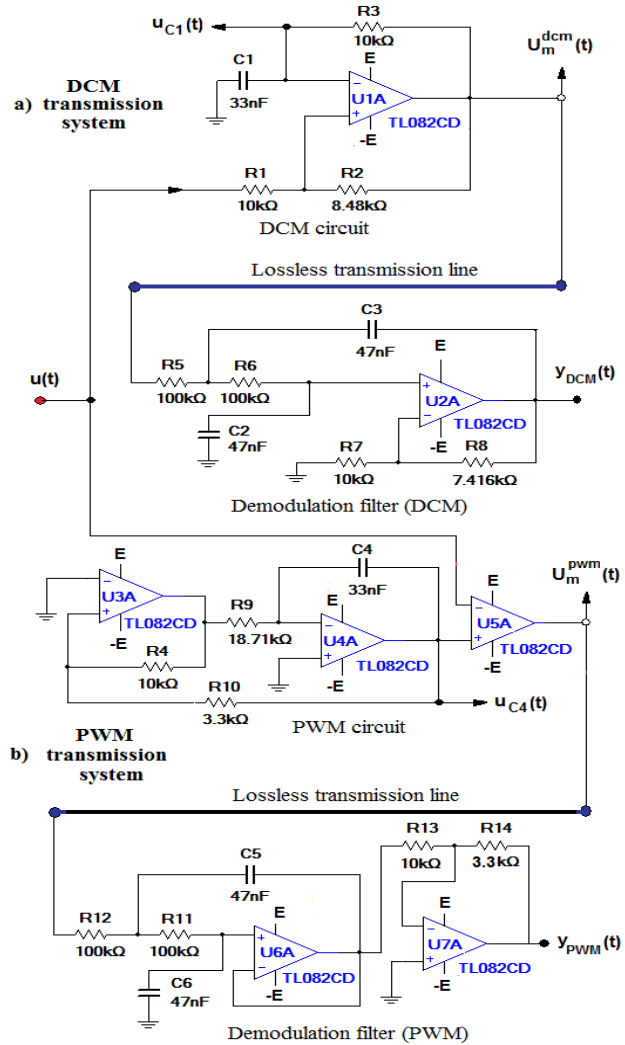 u_C1(t)
R3
10kΩ
U_m^dcm(t)
C1
33nF
E
DCM
a) transmission
system
U1A
-E
TL082CD
R1
10kΩ
R2
8.48kΩ
DCM circuit
Lossless transmission line
C3
47nF
E
y_DCM(t)
R5
100kΩ
R6
100kΩ
u(t)
U2A
TL082CD
C2
47nF
-E
R7
10kΩ
R8
7.416kΩ
Demodulation filter (DCM)
C4
33nF
E
U_m^pwm(t)
E
U3A
TL082CD
-E
R9
18.71kΩ
E
U4A
TL082CD
-E
U5A
TL082CD
-E
R4
10kΩ
R10
3.3kΩ
u_C4(t)
PWM circuit
PWM
b) transmission
system
Lossless transmission line
R13
10kΩ
R14
3.3kΩ
C5
47nF
E
R12
100kΩ
R11
100kΩ
U6A
TL082CD
-E
E
U7A
TL082CD
-E
y_PWM(t)
C6
47nF
Demodulation filter (PWM)